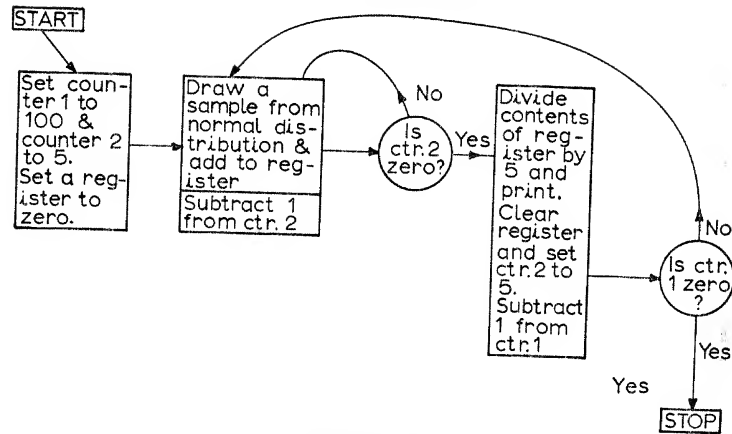 START
Set coun-
ter 1 to
100 &
counter 2
to 5.
Set a reg-
ister to
zero.
Draw a
sample from
normal dis-
tribution &
add to reg-
ister
Subtract 1
from ctr. 2
No
Is
ctr. 2
zero?
Yes
Divide
contents
of reg-
ister by
5 and
print.
Clear
register
and set
ctr. 2 to
5.
Subtract
1 from
ctr. 1
No
Is ctr.
1 zero
?
Yes
Yes
STOP